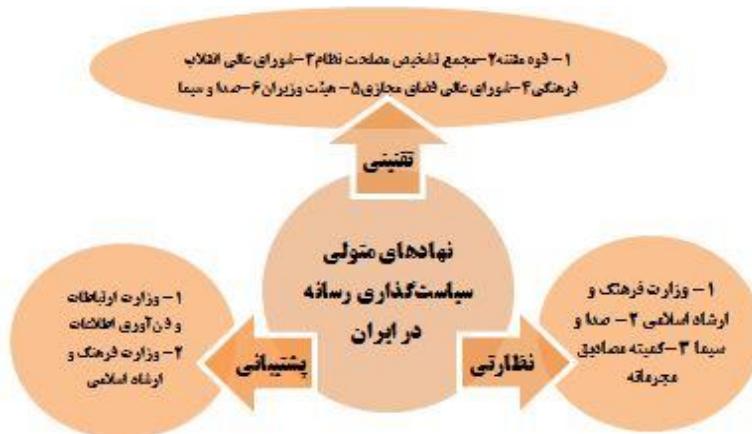 ۱- قوه مقننه ۲-مجمع تشخیص مصلحت نظام ۳-شورای عالی انقلاب
فرهنگی ۴-شورای عالی فضای مجازی ۵- هیئت وزیران ۶-صدا و سیما
تقنینی
نهادهای متولی
سیاست‌گذاری رسانه
در ایران
نظارتی
۱- وزارت فرهنگ و
ارشاد اسلامی ۲- صدا و
سیما ۳-کمیته مصادیق
مجرمانه
پشتیبانی
۱- وزارت ارتباطات
و فن‌آوری اطلاعات
۲- وزارت فرهنگ و
ارشاد اسلامی